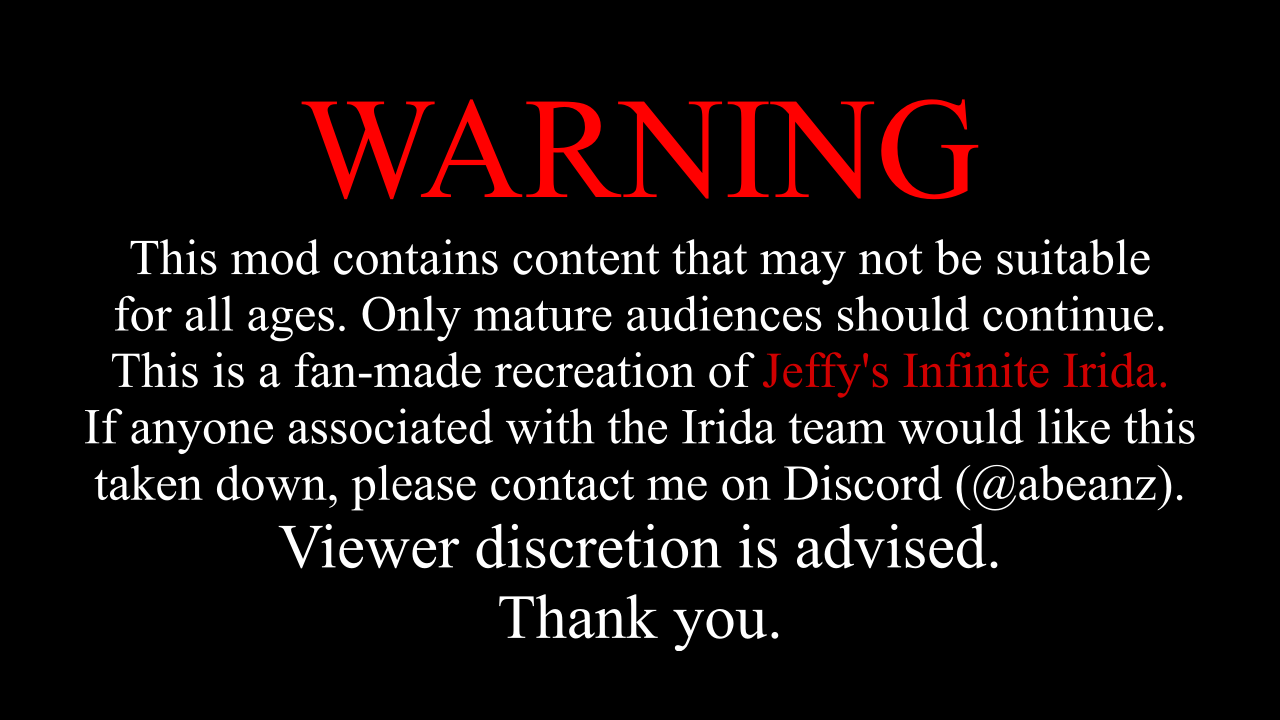 WARNING
This mod contains content that may not be suitable
for all ages. Only mature audiences should continue.
This is a fan-made recreation of Jeffy's Infinite Irida.
If anyone associated with the Irida team would like this
taken down, please contact me on Discord (@abeanz).
Viewer discretion is advised.
Thank you.